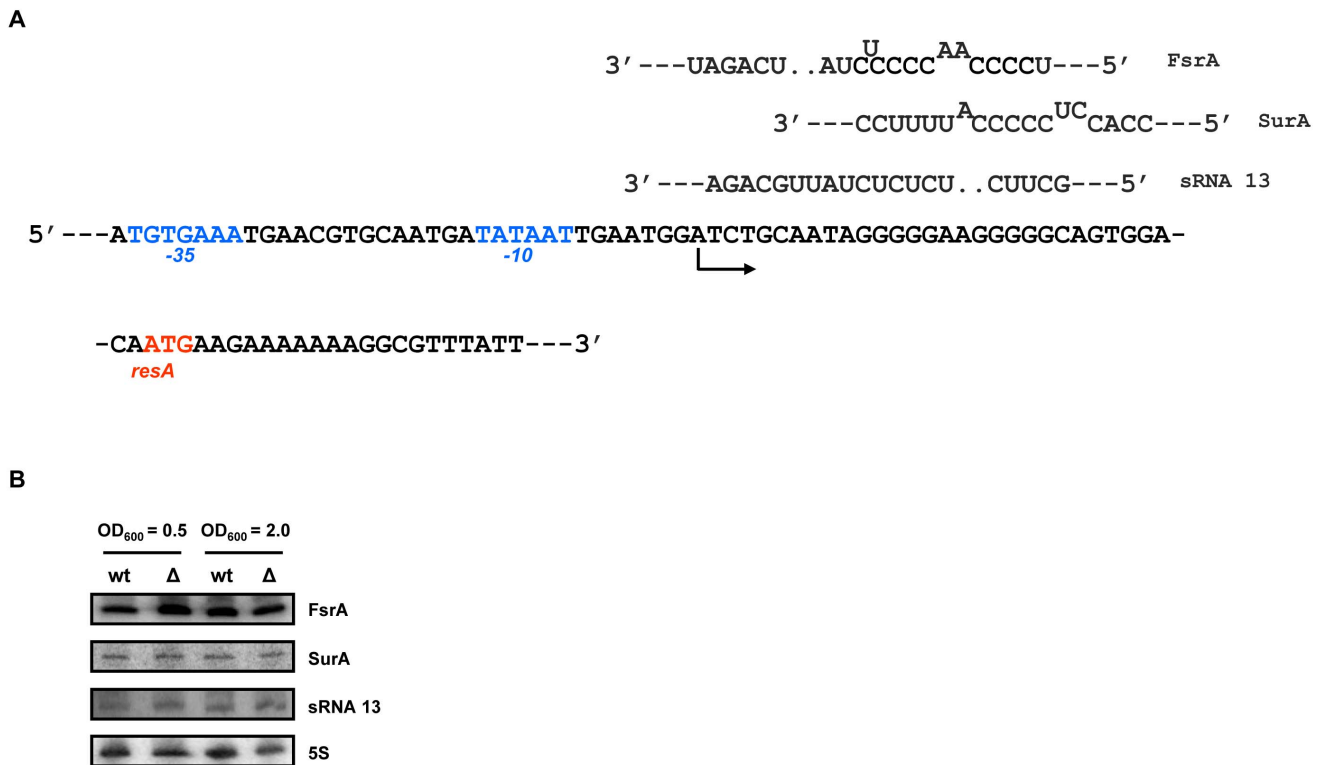 A
3′---UAGACU..AUCUCCCCAACCCCU---5′ FsrA
3′---CCUUUUACCCCCUCCACC---5′ SurA
3′---AGACGUUAUCUCUCU..CUUCG---5′ sRNA 13
5′---ATGTGAAATGAACGTGCAATGATATAATTGAATGGATCTGCAATAGGGGGAAGGGGGCAGTGGA-
-35 -10
-CAATGAAGAAAAAAAGGCGTTTATT---3′
resA
B
OD600 = 0.5 OD600 = 2.0
wt Δ wt Δ
FsrA
SurA
sRNA 13
5S